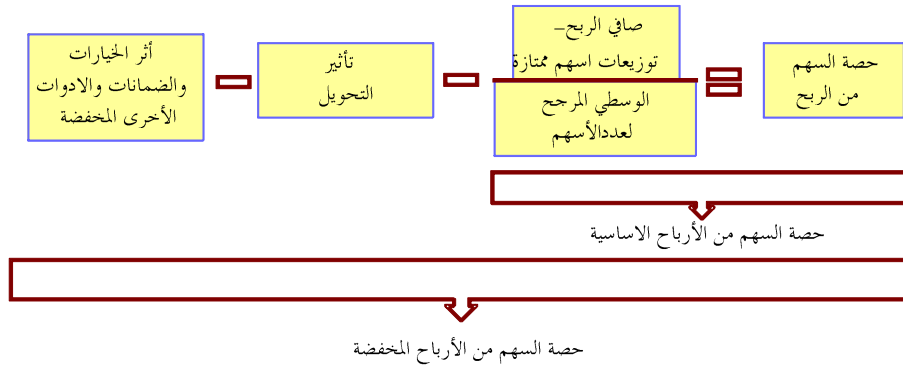 حصة السهم
من الربح
صافي الربح–
توزيعات اسهم ممتازة
الوسطي المرجح
لعددالأسهم
تأثير
التحويل
أثر الخيارات
والضمانات والادوات
الأخرى المخفضة
حصة السهم من الأرباح الاساسية
حصة السهم من الأرباح المخفضة